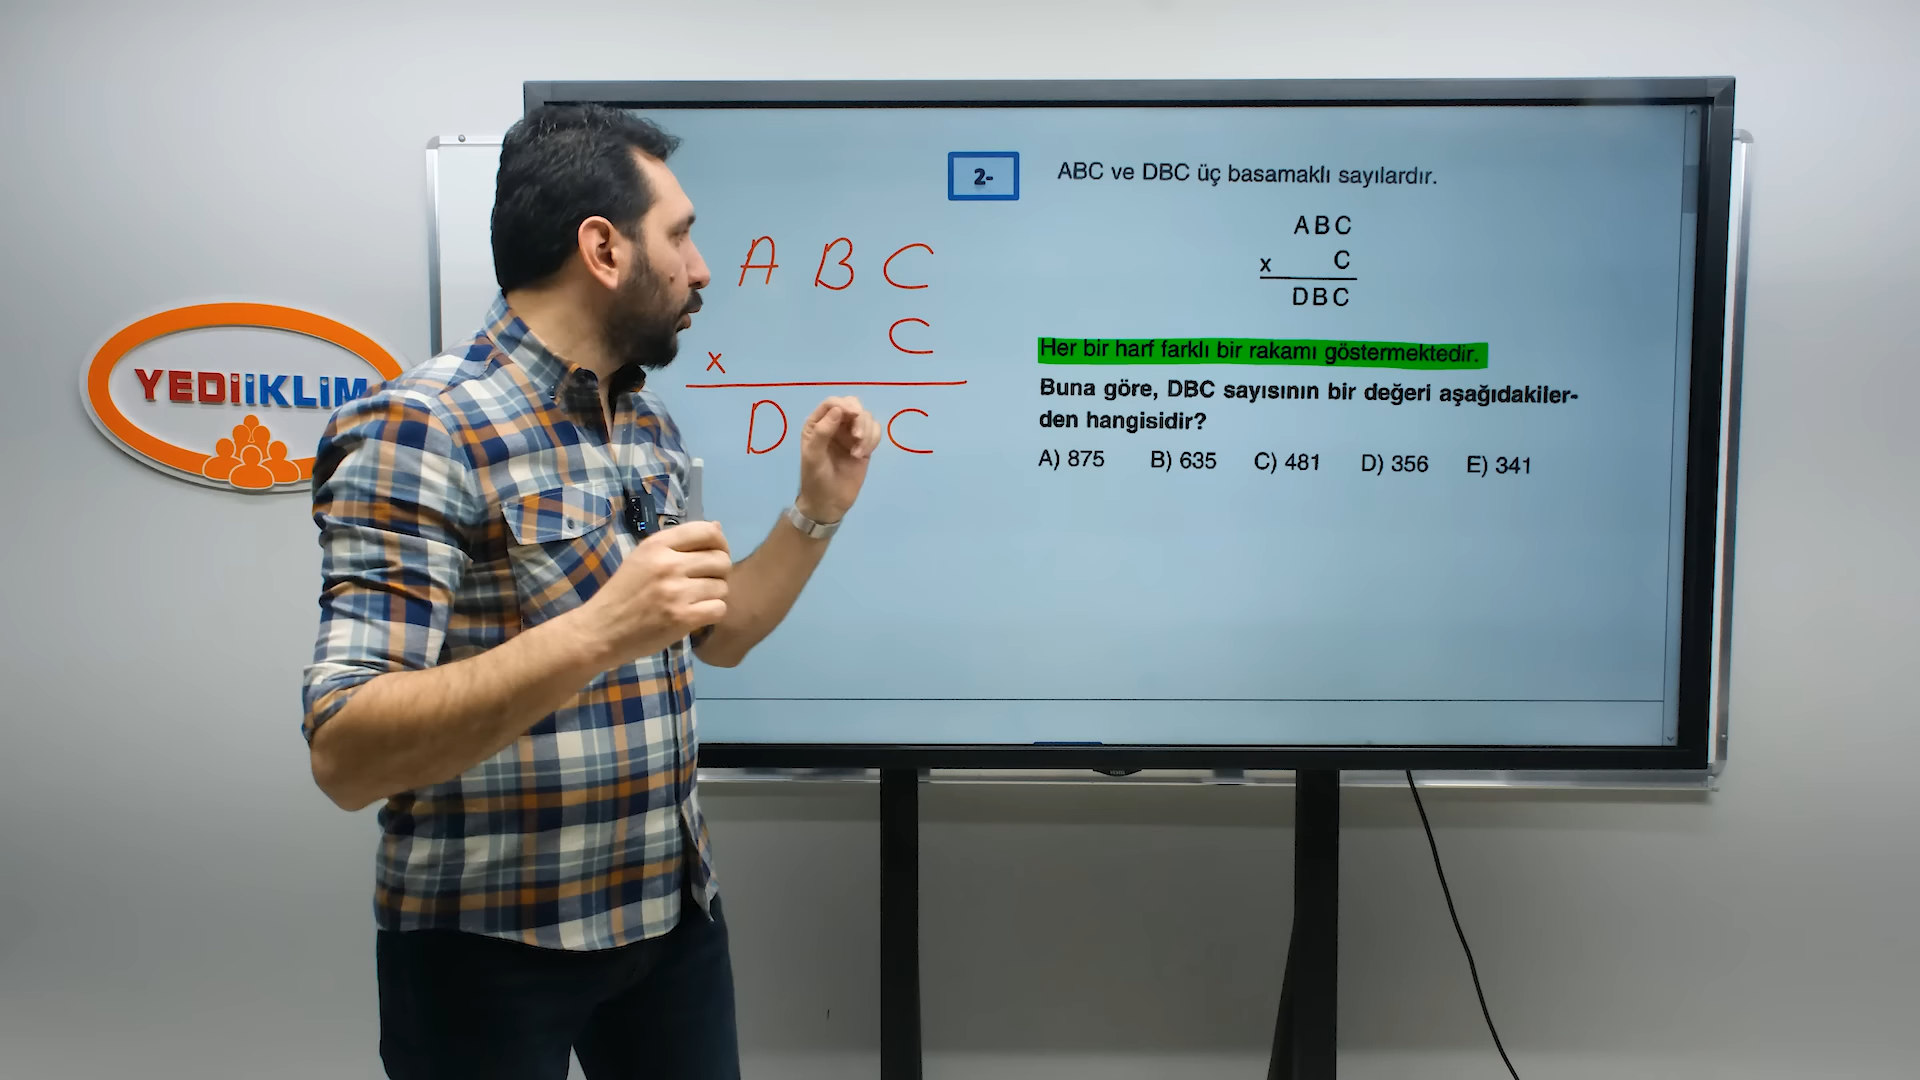 YEDiiKLiM
A B C
C
x
D C
2-
ABC ve DBC üç basamaklı sayılardır.
ABC
x C
DBC
Her bir harf farklı bir rakamı göstermektedir.
Buna göre, DBC sayısının bir değeri aşağıdakiler-
den hangisidir?
A) 875 B) 635 C) 481 D) 356 E) 341